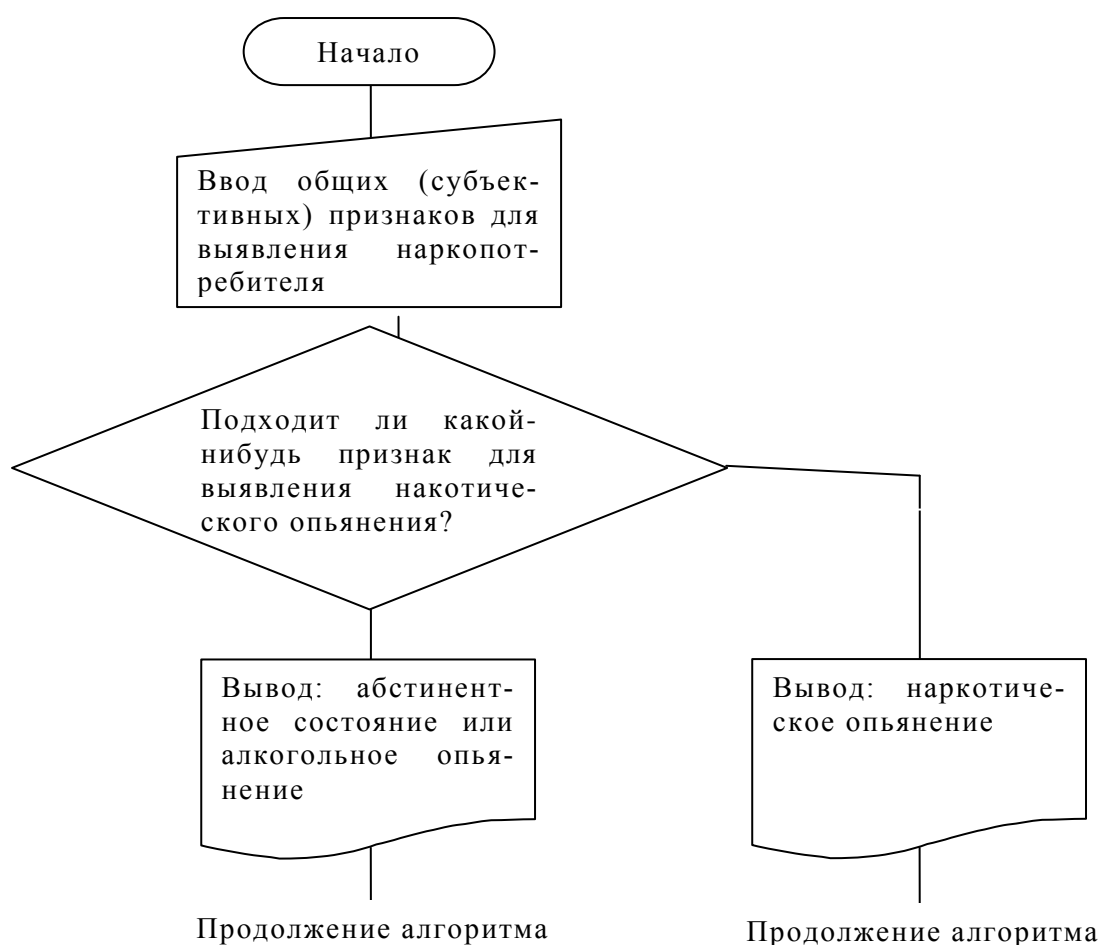 Начало
Ввод общих (субъек-
тивных) признаков для
выявления наркопот-
ребителя
Подходит ли какой-
нибудь признак для
выявления накотиче-
ского опьянения?
Вывод: абстинент-
ное состояние или
алкогольное опья-
нение
Вывод: наркотиче-
ское опьянение
Продолжение алгоритма
Продолжение алгоритма